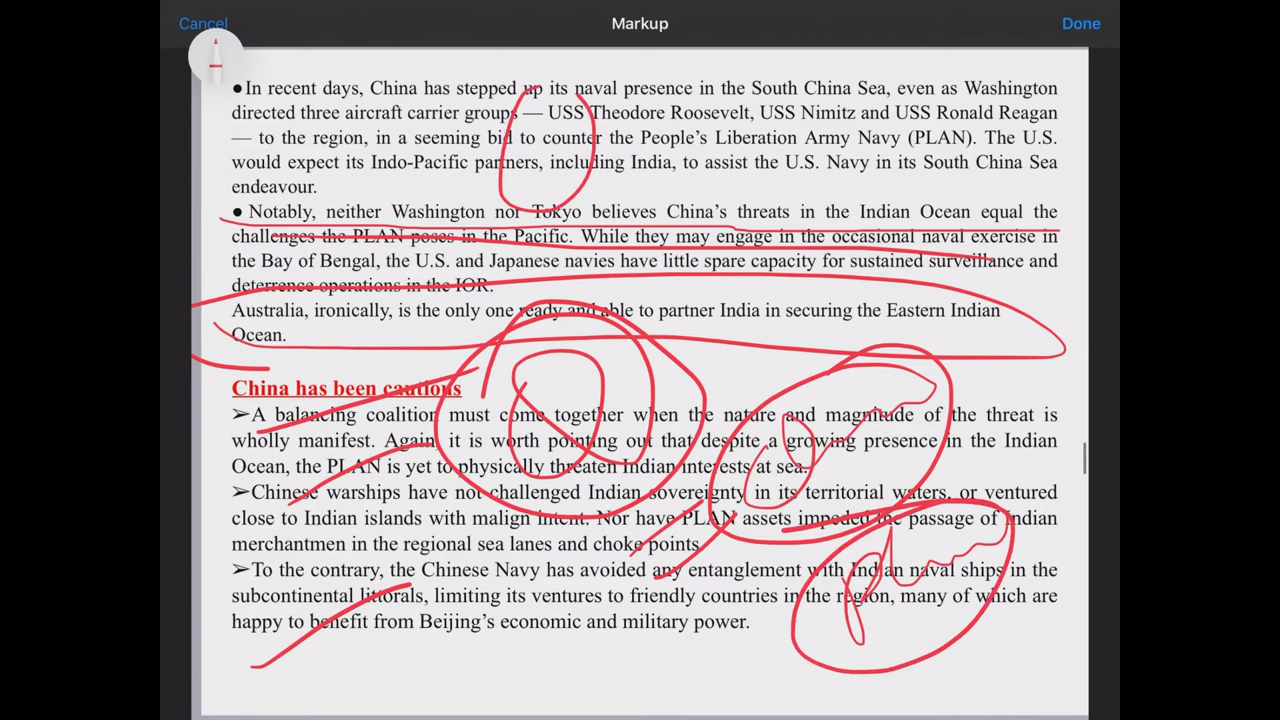 Cancel
Markup
Done
●In recent days, China has stepped up its naval presence in the South China Sea, even as Washington
directed three aircraft carrier groups — USS Theodore Roosevelt, USS Nimitz and USS Ronald Reagan
— to the region, in a seeming bid to counter the People’s Liberation Army Navy (PLAN). The U.S.
would expect its Indo-Pacific partners, including India, to assist the U.S. Navy in its South China Sea
endeavour.
● Notably, neither Washington nor Tokyo believes China’s threats in the Indian Ocean equal the
challenges the PLAN poses in the Pacific. While they may engage in the occasional naval exercise in
the Bay of Bengal, the U.S. and Japanese navies have little spare capacity for sustained surveillance and
deterrence operations in the IOR.
Australia, ironically, is the only one ready and able to partner India in securing the Eastern Indian
Ocean.
China has been cautious
➢A balancing coalition must come together when the nature and magnitude of the threat is
wholly manifest. Again, it is worth pointing out that despite a growing presence in the Indian
Ocean, the PLAN is yet to physically threaten Indian interests at sea.
➢Chinese warships have not challenged Indian sovereignty in its territorial waters, or ventured
close to Indian islands with malign intent. Nor have PLAN assets impeded the passage of Indian
merchantmen in the regional sea lanes and choke points.
➢To the contrary, the Chinese Navy has avoided any entanglement with Indian naval ships in the
subcontinental littorals, limiting its ventures to friendly countries in the region, many of which are
happy to benefit from Beijing’s economic and military power.